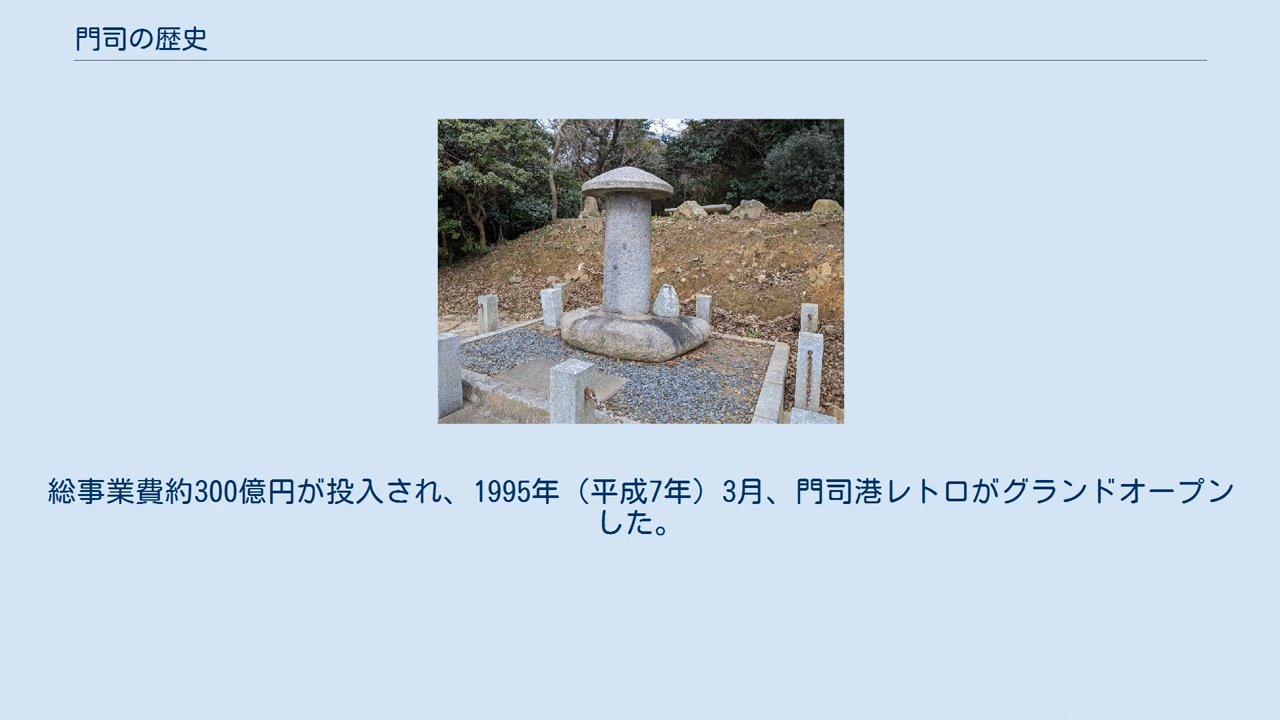 門司の歴史
総事業費約300億円が投入され、1995年（平成7年）3月、門司港レトロがグランドオープン
した。